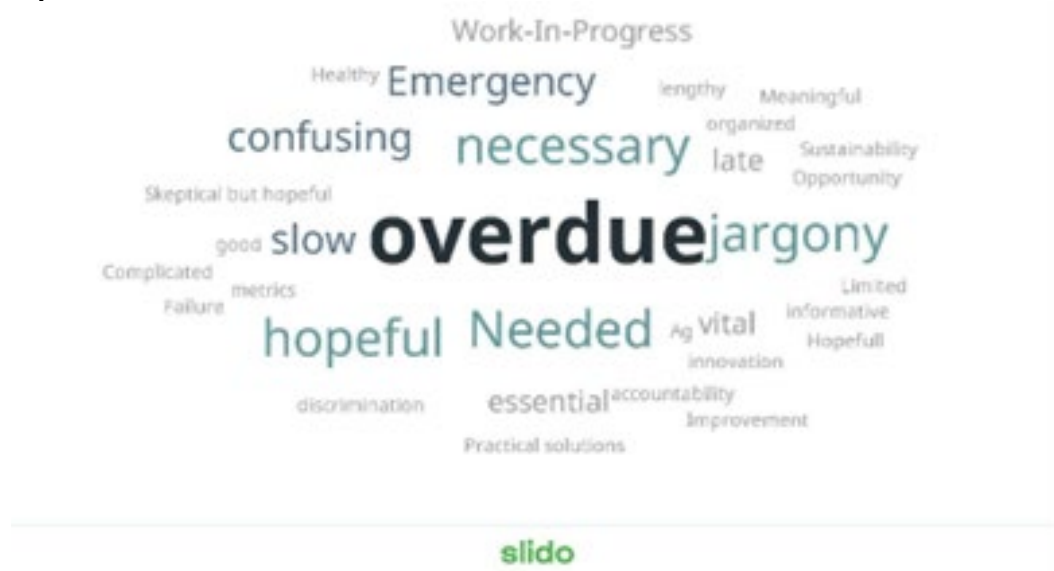 Work-In-Progress
Healthy Emergency lengthy Meaningful
organized
confusing necessary late Sustainability
Opportunity
Skeptical but hopeful
good slow overdue jargony
Complicated
metrics Limited
Failure informative
hopeful Needed Ag vital Hopefull
innovation
discrimination essential accountability
Improvement
Practical solutions
slido